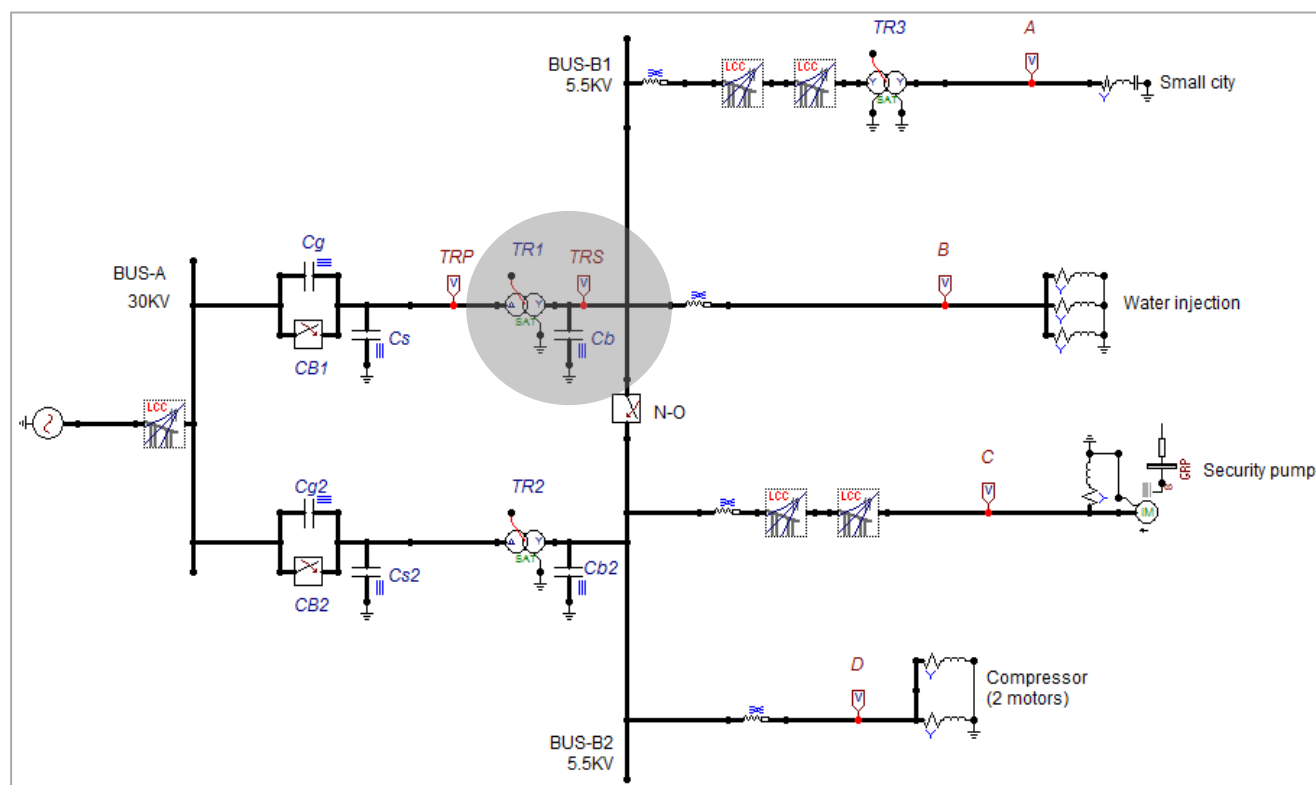 TR3
A
BUS-B1
5.5KV
LCC
LCC
Y
Y
SAT
V
Y
Small city
Cg
TRP
TR1
TRS
B
BUS-A
30KV
V
V
V
Δ
Y
SAT
Cs
Cb
CB1
Y
Y
Y
Water injection
LCC
N-O
Cg2
TR2
C
V
LCC
LCC
GRP
ω
Y
IM
Security pump
Δ
Y
SAT
Cs2
Cb2
CB2
D
V
Y
Y
Compressor
(2 motors)
BUS-B2
5.5KV